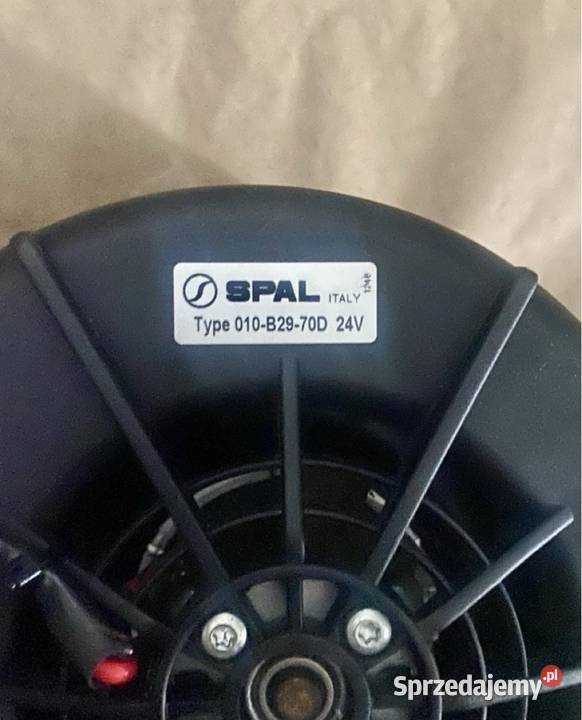 SPAL ITALY
Type 010-B29-70D 24V
Sprzedajemy.pl